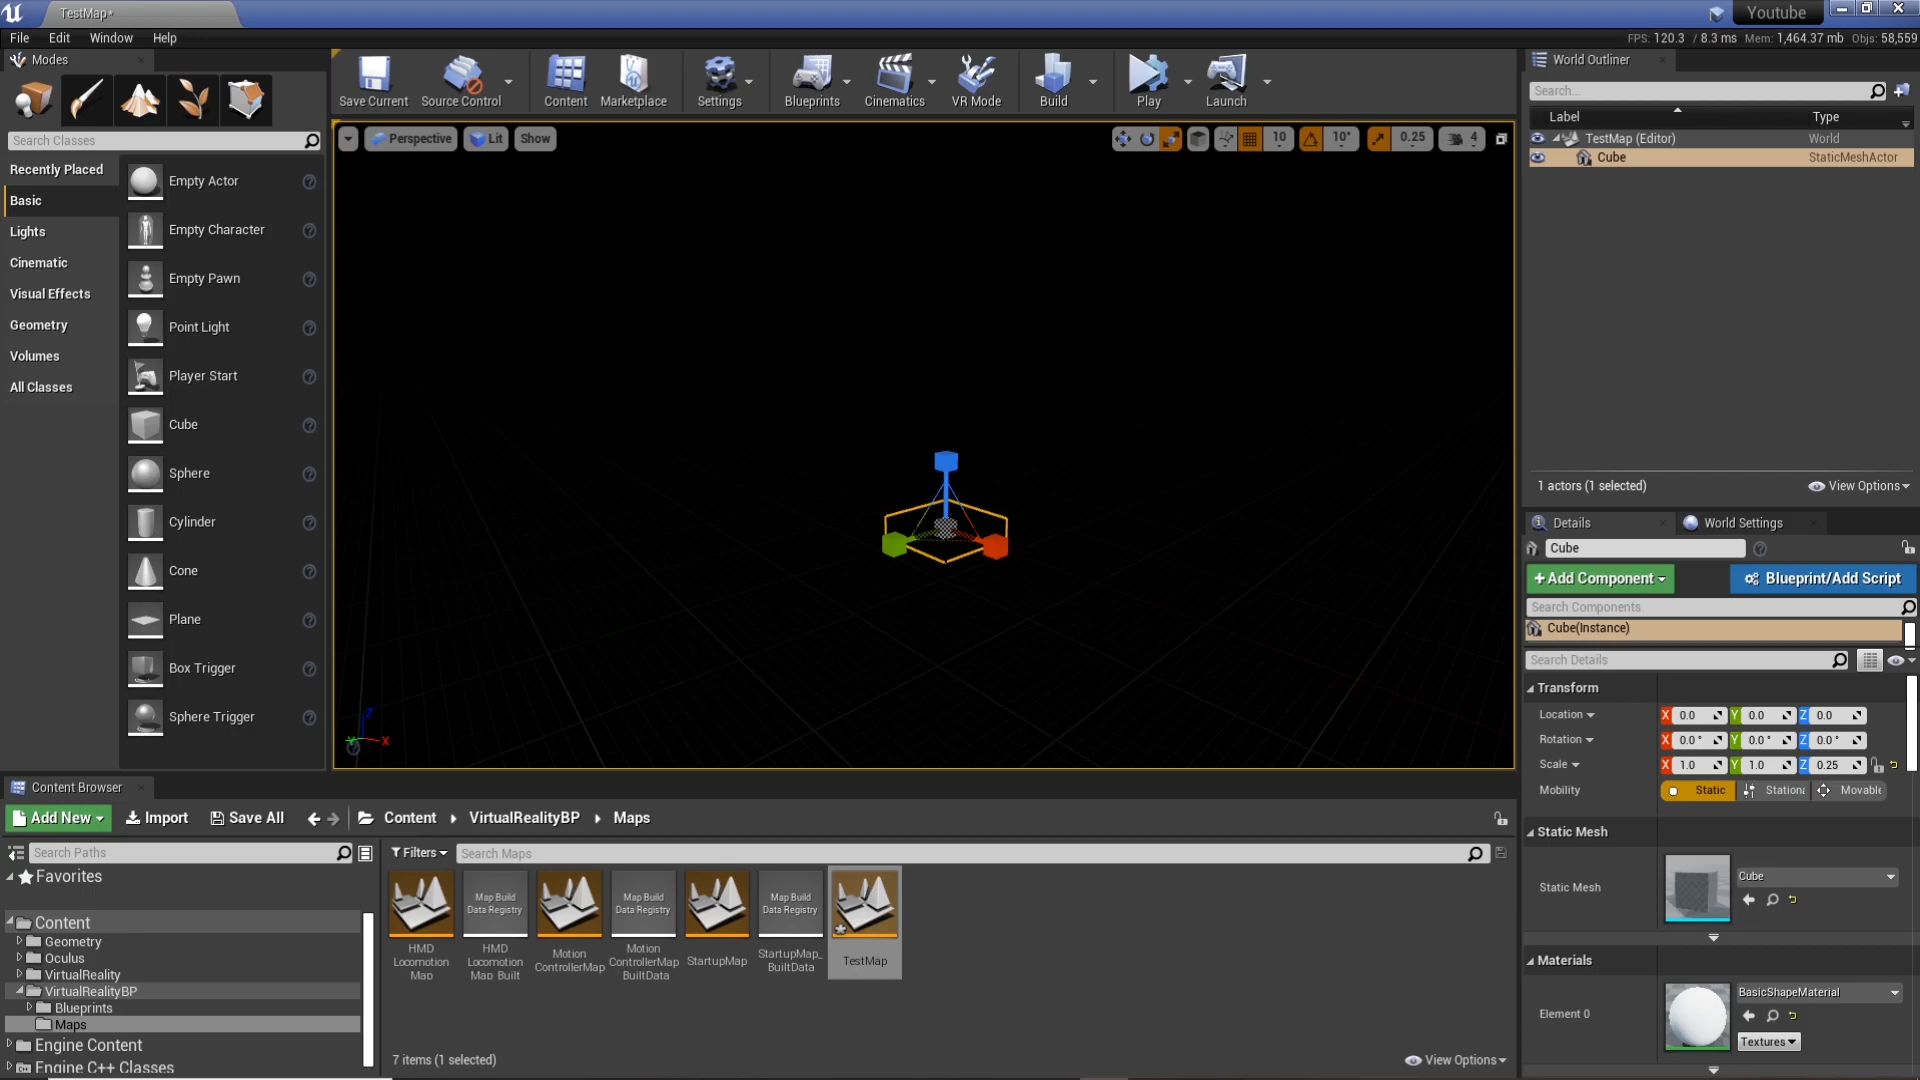 TestMap*
Youtube
File
Edit
Window
Help
FPS: 120.3 / 8.3 ms Mem: 1,464.37 mb Objs: 58,559
Modes
Search Classes
Recently Placed
Basic
Lights
Cinematic
Visual Effects
Geometry
Volumes
All Classes
Empty Actor
Empty Character
Empty Pawn
Point Light
Player Start
Cube
Sphere
Cylinder
Cone
Plane
Box Trigger
Sphere Trigger
Save Current
Source Control
Content
Marketplace
Settings
Blueprints
Cinematics
VR Mode
Build
Play
Launch
Perspective
Lit
Show
10
10°
0.25
4
Z
Y
X
World Outliner
Search...
Label
Type
TestMap (Editor)
World
Cube
StaticMeshActor
1 actors (1 selected)
View Options
Details
World Settings
Cube
+Add Component
Blueprint/Add Script
Search Components
Cube(Instance)
Search Details
Transform
Location
X 0.0 Y 0.0 Z 0.0
Rotation
X 0.0° Y 0.0° Z 0.0°
Scale
X 1.0 Y 1.0 Z 0.25
Mobility
Static
Stationa
Movable
Static Mesh
Static Mesh
Cube
Materials
Element 0
BasicShapeMaterial
Textures
Content Browser
Add New
Import
Save All
Content
VirtualRealityBP
Maps
Search Paths
Filters
Search Maps
Favorites
Content
Geometry
Oculus
VirtualReality
VirtualRealityBP
Blueprints
Maps
Engine Content
Engine C++ Classes
HMD
Locomotion
Map
Map Build
Data Registry
HMD
Locomotion
Map_Built
Motion
ControllerMap
Map Build
Data Registry
Motion
ControllerMap
BuiltData
StartupMap
Map Build
Data Registry
StartupMap_
BuiltData
TestMap
7 items (1 selected)
View Options